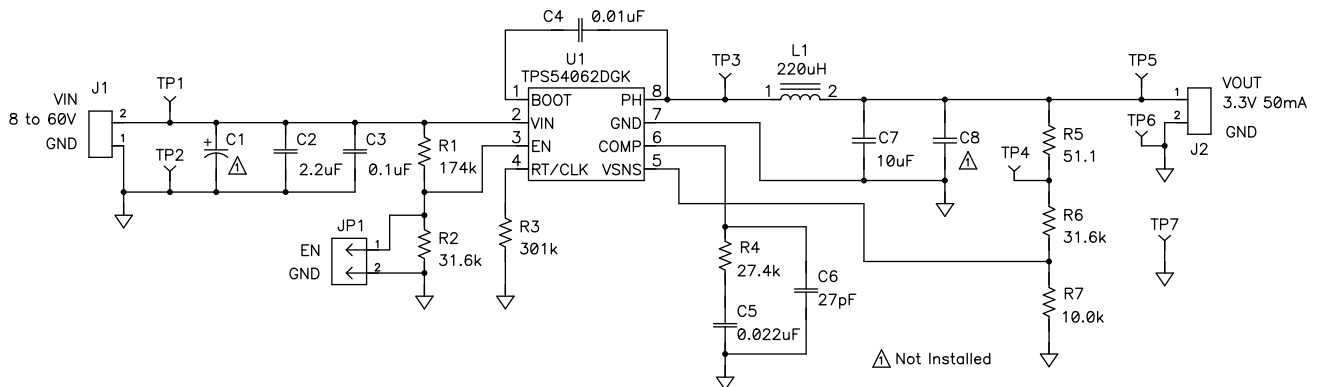 C4 0.01uF
U1
TPS54062DGK
J1
VIN
8 to 60V
GND
2
1
TP1
TP2
C1
1
C2
2.2uF
C3
0.1uF
R1
174k
1 BOOT
2 VIN
3 EN
4 RT/CLK
PH 8
GND 7
COMP 6
VSNS 5
TP3
L1
220uH
1 2
C7
10uF
C8
1
TP4
R5
51.1
TP5
TP6
1
2
J2
VOUT
3.3V 50mA
GND
JP1
EN 1
GND 2
R2
31.6k
R3
301k
R4
27.4k
C5
0.022uF
C6
27pF
R6
31.6k
R7
10.0k
TP7
1 Not Installed